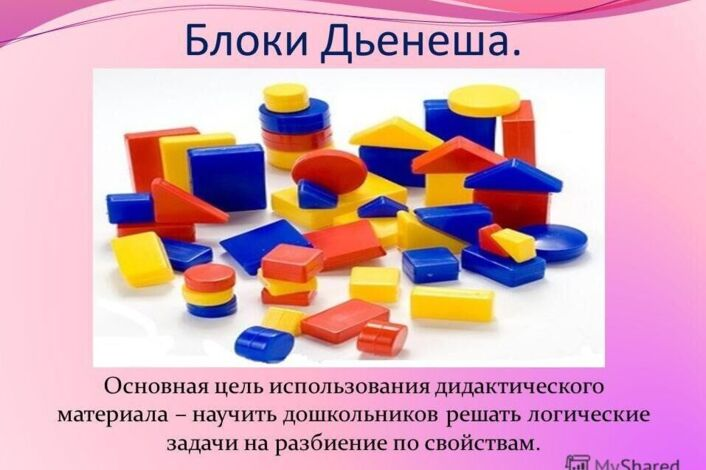 Блоки Дьенеша.
Основная цель использования дидактического
материала – научить дошкольников решать логические
задачи на разбиение по свойствам.
MyShared